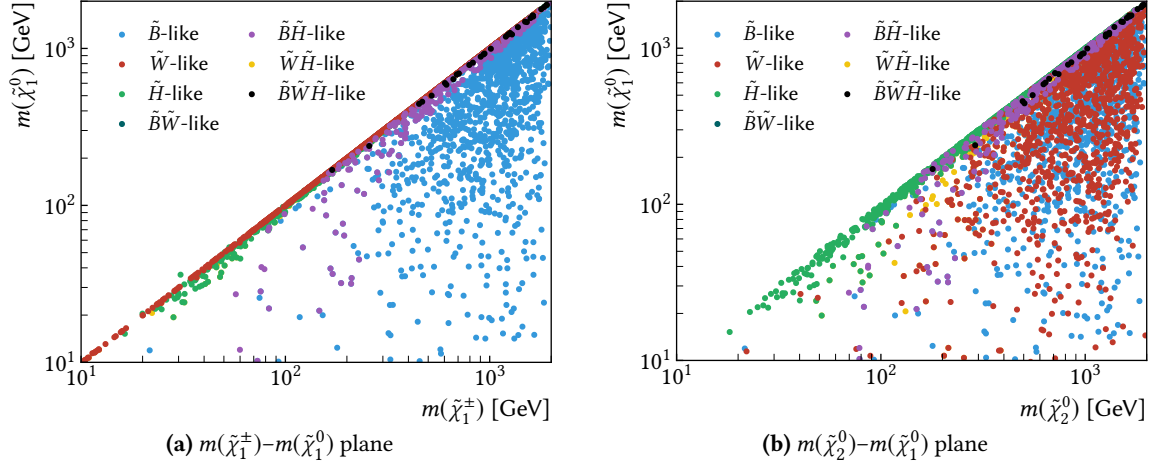 m(χ̃₁⁰) [GeV]
10³
10²
10¹
B̃-like
W̃-like
H̃-like
B̃W̃-like
B̃H̃-like
W̃H̃-like
B̃W̃H̃-like
10¹ 10² 10³
m(χ̃₁±) [GeV]
(a) m(χ̃₁±)–m(χ̃₁⁰) plane
m(χ̃₁⁰) [GeV]
10³
10²
10
B̃-like
W̃-like
H̃-like
B̃W̃-like
B̃H̃-like
W̃H̃-like
B̃W̃H̃-like
10 10² 10³
m(χ̃₂⁰) [GeV]
(b) m(χ̃₂⁰)–m(χ̃₁⁰) plane